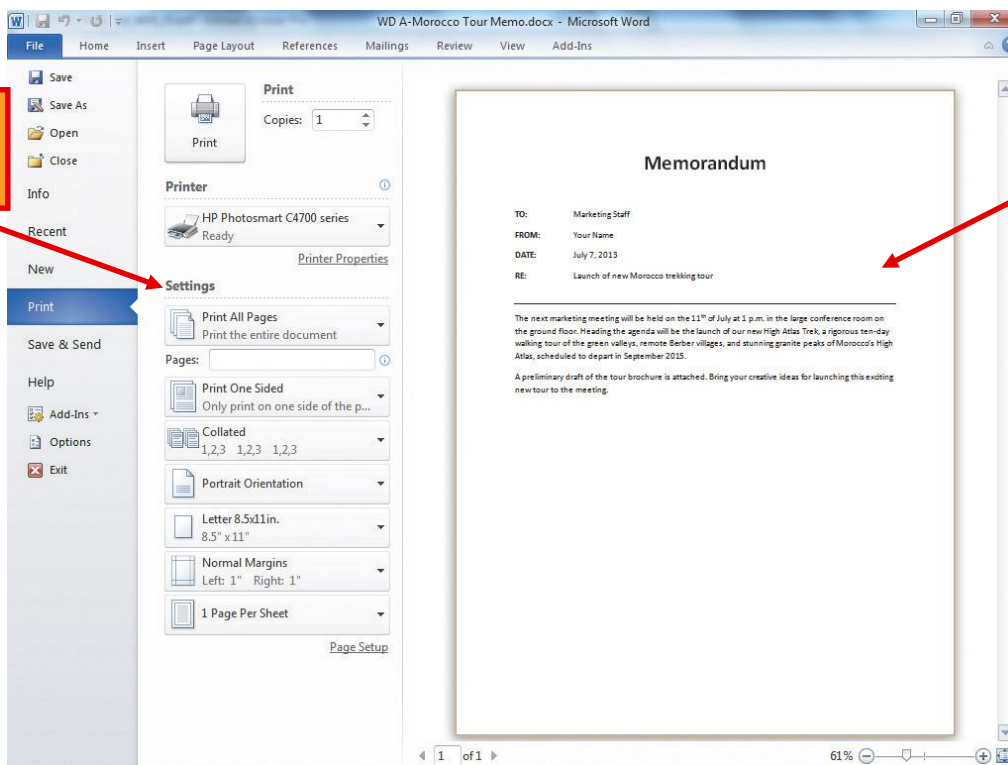 WD A-Morocco Tour Memo.docx - Microsoft Word
File Home Insert Page Layout References Mailings Review View Add-Ins
Save
Save As
Open
Close
Info
Recent
New
Print
Save & Send
Help
Add-Ins
Options
Exit
Print
Print
Copies: 1
Printer
HP Photosmart C4700 series
Ready
Printer Properties
Settings
Print All Pages
Print the entire document
Pages:
Print One Sided
Only print on one side of the p...
Collated
1,2,3 1,2,3 1,2,3
Portrait Orientation
Letter 8.5x11in.
8.5" x 11"
Normal Margins
Left: 1" Right: 1"
1 Page Per Sheet
Page Setup
Memorandum
TO: Marketing Staff
FROM: Your Name
DATE: July 7, 2013
RE: Launch of new Morocco trekking tour
The next marketing meeting will be held on the 11th of July at 1 p.m. in the large conference room on
the ground floor. Heading the agenda will be the launch of our new High Atlas Trek, a rigorous ten-day
walking tour of the green valleys, remote Berber villages, and stunning granite peaks of Morocco's High
Atlas, scheduled to depart in September 2015.
A preliminary draft of the tour brochure is attached. Bring your creative ideas for launching this exciting
new tour to the meeting.
1 of 1
61%